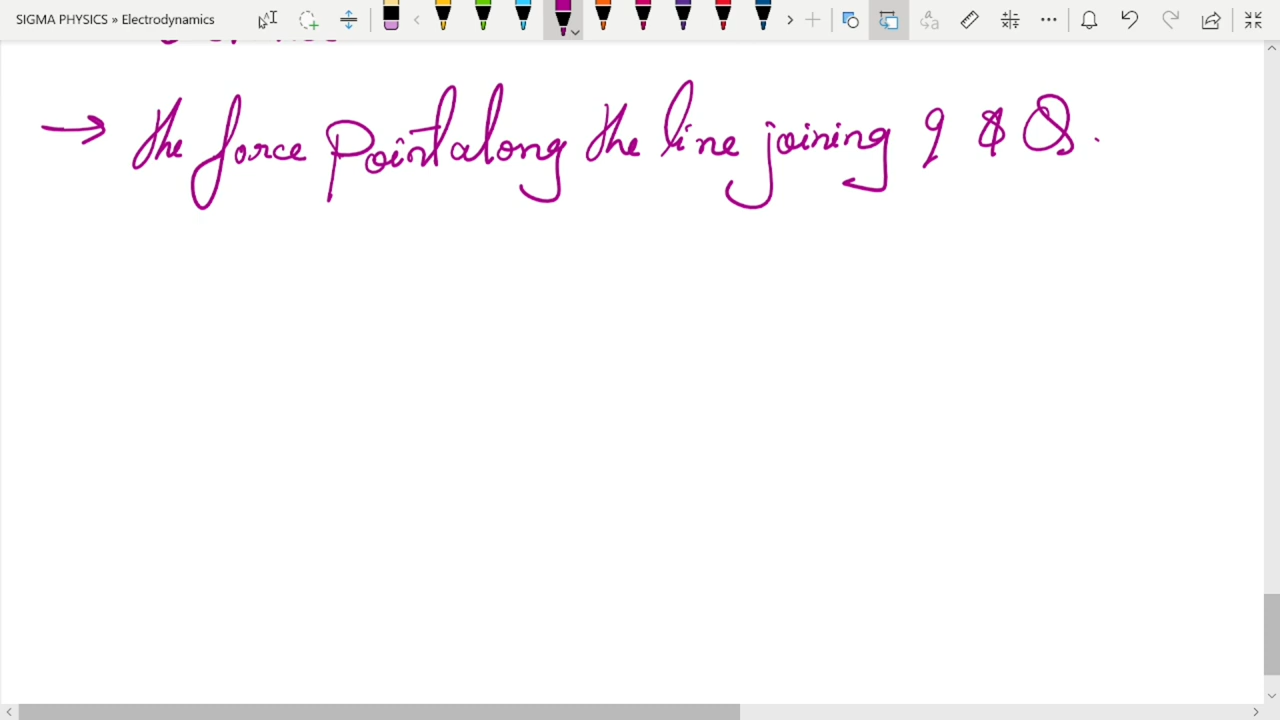 SIGMA PHYSICS » Electrodynamics
→ the force Point along the line joining q & Q.